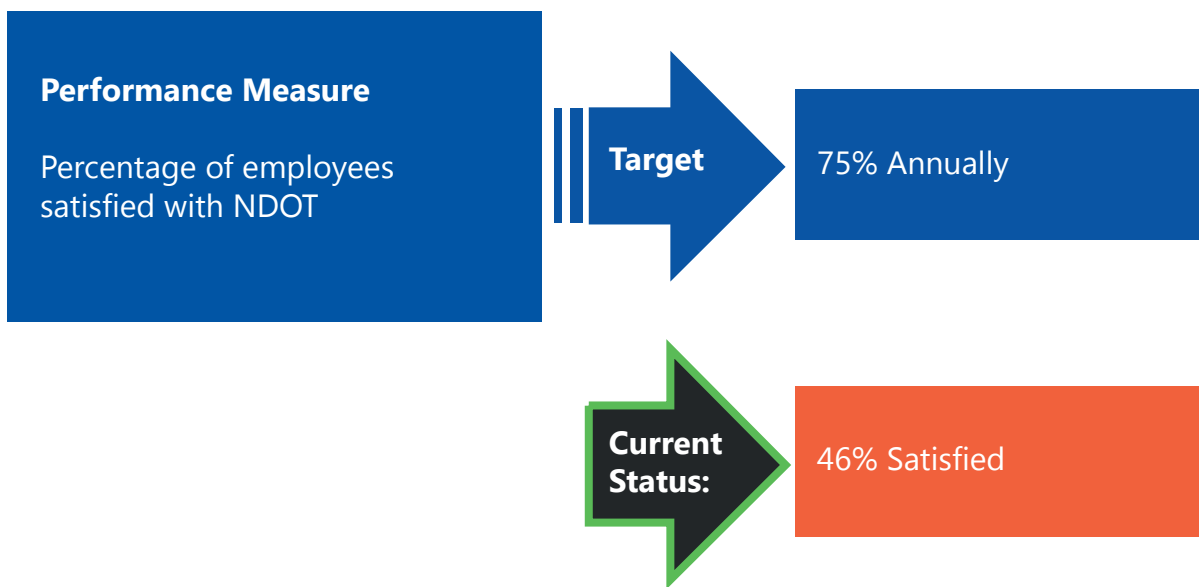 Performance Measure
Percentage of employees
satisfied with NDOT
Target
75% Annually
Current
Status:
46% Satisfied